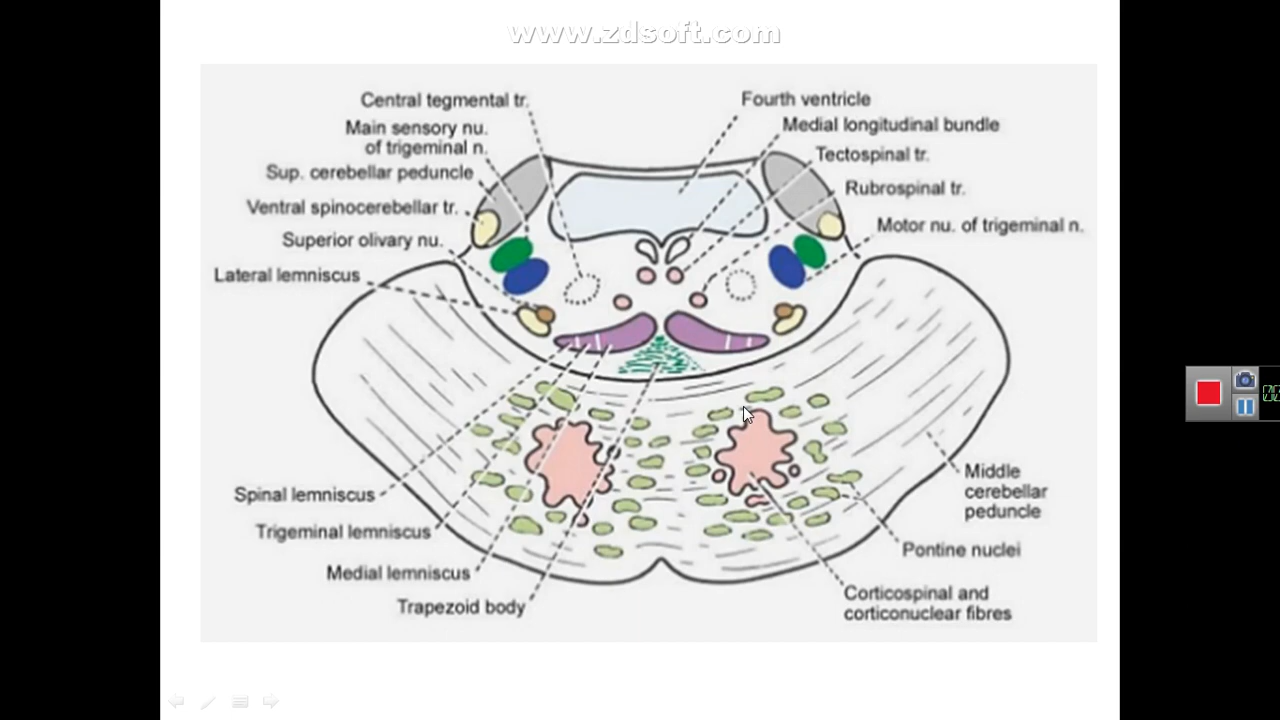 www.zdsoft.com
Central tegmental tr.
Main sensory nu.
of trigeminal n.
Sup. cerebellar peduncle
Ventral spinocerebellar tr.
Superior olivary nu.
Lateral lemniscus
Fourth ventricle
Medial longitudinal bundle
Tectospinal tr.
Rubrospinal tr.
Motor nu. of trigeminal n.
Spinal lemniscus
Trigeminal lemniscus
Medial lemniscus
Trapezoid body
Middle
cerebellar
peduncle
Pontine nuclei
Corticospinal and
corticonuclear fibres